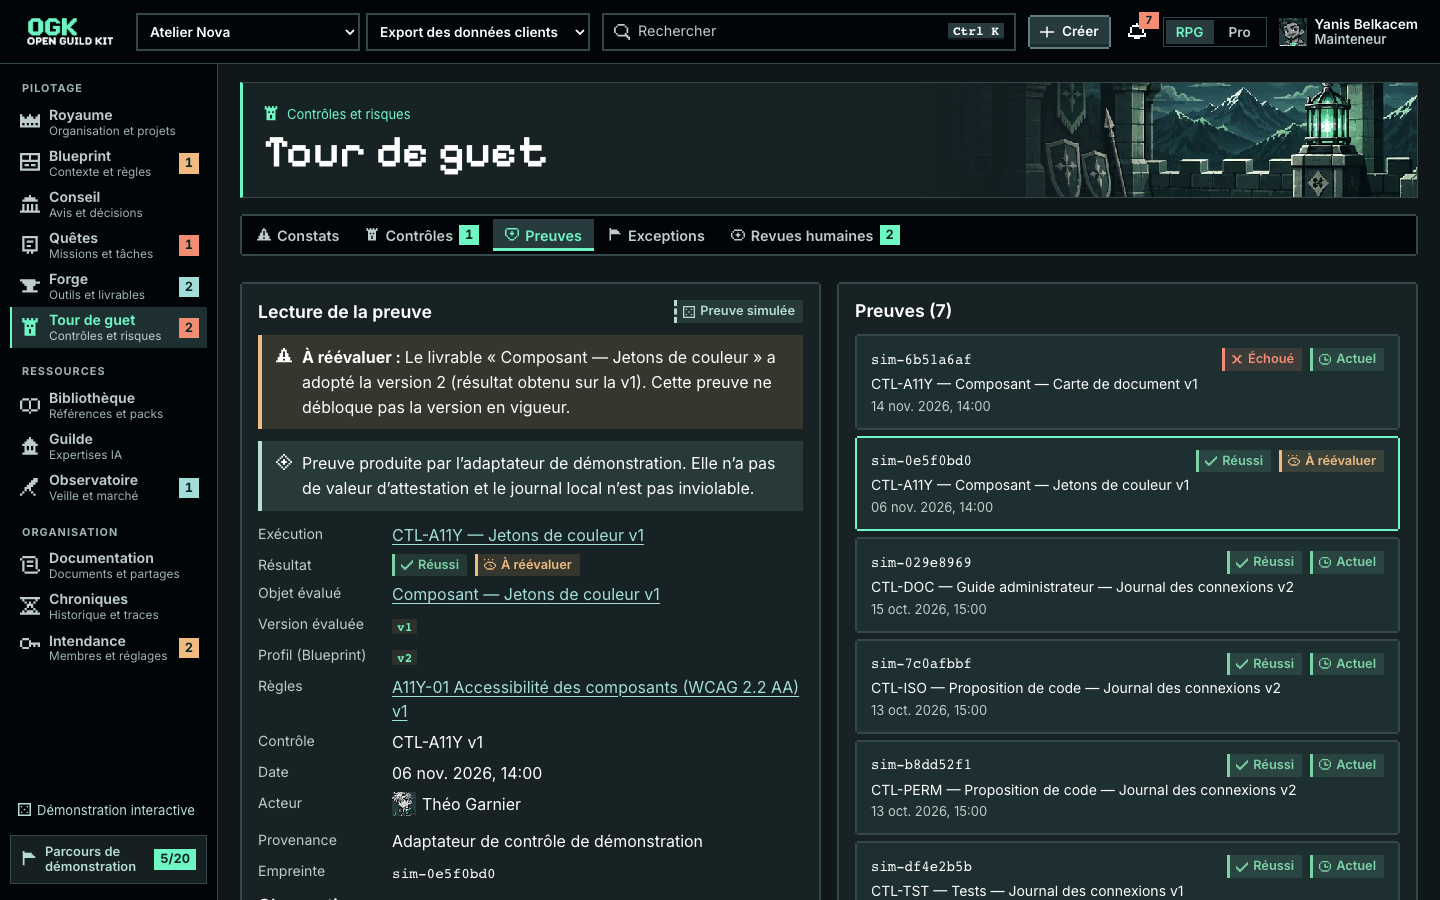 OGK
OPEN GUILD KIT
Atelier Nova
Export des données clients
Rechercher
Ctrl K
Créer
7
RPG
Pro
Yanis Belkacem
Mainteneur
PILOTAGE
Royaume
Organisation et projets
Blueprint
Contexte et règles
1
Conseil
Avis et décisions
Quêtes
Missions et tâches
1
Forge
Outils et livrables
2
Tour de guet
Contrôles et risques
2
RESSOURCES
Bibliothèque
Références et packs
Guilde
Expertises IA
Observatoire
Veille et marché
1
ORGANISATION
Documentation
Documents et partages
Chroniques
Historique et traces
Intendance
Membres et réglages
2
Démonstration interactive
Parcours de
démonstration
5/20
Contrôles et risques
Tour de guet
Constats
Contrôles 1
Preuves
Exceptions
Revues humaines 2
Lecture de la preuve
Preuve simulée
À réévaluer : Le livrable « Composant — Jetons de couleur » a
adopté la version 2 (résultat obtenu sur la v1). Cette preuve ne
débloque pas la version en vigueur.
Preuve produite par l’adaptateur de démonstration. Elle n’a pas
de valeur d’attestation et le journal local n’est pas inviolable.
Exécution
CTL-A11Y — Jetons de couleur v1
Résultat
Réussi
À réévaluer
Objet évalué
Composant — Jetons de couleur v1
Version évaluée
v1
Profil (Blueprint)
v2
Règles
A11Y-01 Accessibilité des composants (WCAG 2.2 AA)
v1
Contrôle
CTL-A11Y v1
Date
06 nov. 2026, 14:00
Acteur
Théo Garnier
Provenance
Adaptateur de contrôle de démonstration
Empreinte
sim-0e5f0bd0
Preuves (7)
sim-6b51a6af
Échoué
Actuel
CTL-A11Y — Composant — Carte de document v1
14 nov. 2026, 14:00
sim-0e5f0bd0
Réussi
À réévaluer
CTL-A11Y — Composant — Jetons de couleur v1
06 nov. 2026, 14:00
sim-029e8969
Réussi
Actuel
CTL-DOC — Guide administrateur — Journal des connexions v2
15 oct. 2026, 15:00
sim-7c0afbbf
Réussi
Actuel
CTL-ISO — Proposition de code — Journal des connexions v2
13 oct. 2026, 15:00
sim-b8dd52f1
Réussi
Actuel
CTL-PERM — Proposition de code — Journal des connexions v2
13 oct. 2026, 15:00
sim-df4e2b5b
Réussi
Actuel
CTL-TST — Tests — Journal des connexions v1